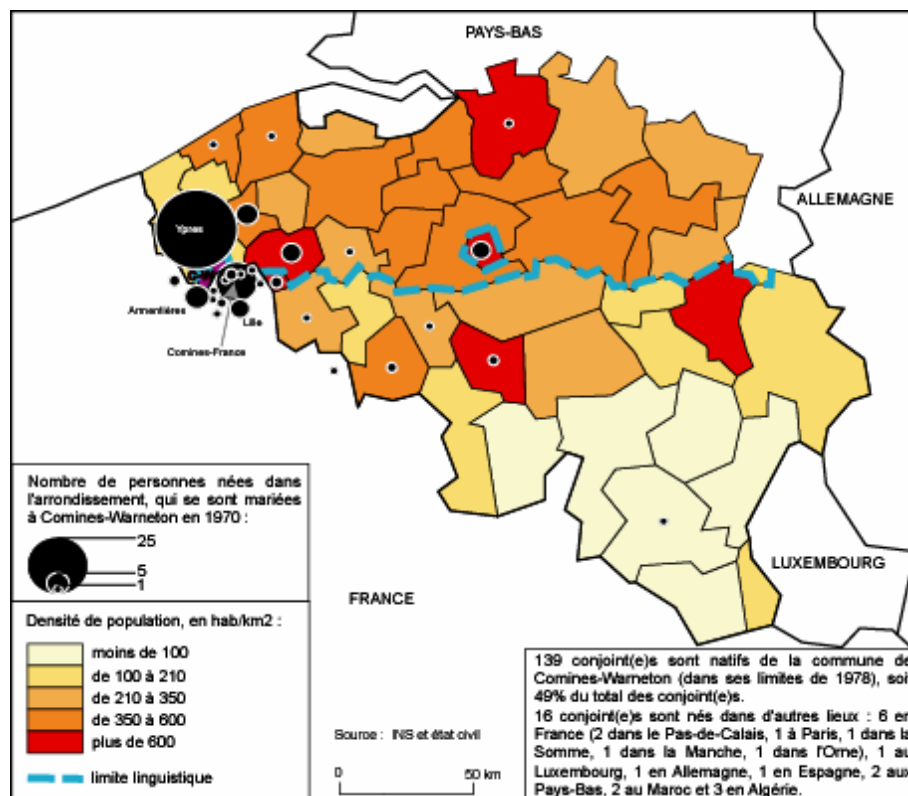 PAYS-BAS
ALLEMAGNE
Ypres
Armentières
Lille
Comines-France
LUXEMBOURG
FRANCE
Nombre de personnes nées dans
l'arrondissement, qui se sont mariées
à Comines-Warneton en 1970 :
25
5
1
Densité de population, en hab/km2 :
moins de 100
de 100 à 210
de 210 à 350
de 350 à 600
plus de 600
limite linguistique
Source : INS et état civil
0 50 km
139 conjoint(e)s sont natifs de la commune de
Comines-Warneton (dans ses limites de 1978), soit
49% du total des conjoint(e)s.
16 conjoint(e)s sont nés dans d'autres lieux : 6 en
France (2 dans le Pas-de-Calais, 1 à Paris, 1 dans la
Somme, 1 dans la Manche, 1 dans l'Orne), 1 au
Luxembourg, 1 en Allemagne, 1 en Espagne, 2 aux
Pays-Bas, 2 au Maroc et 3 en Algérie.